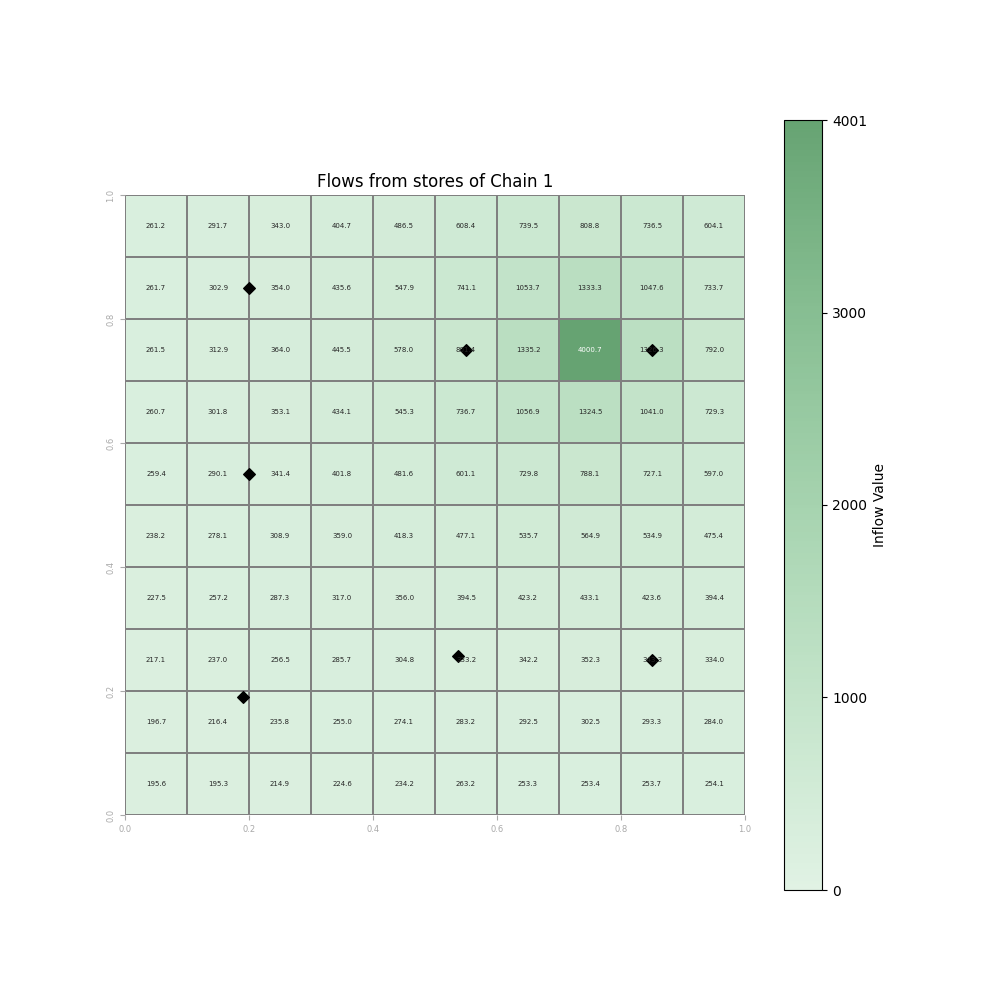 Flows from stores of Chain 1
4001
3000
2000
1000
0
Inflow Value
1.0
0.8
0.6
0.4
0.2
0.0
261.2 291.7 343.0 404.7 486.5 608.4 739.5 808.8 736.5 604.1
261.7 302.9 354.0 435.6 547.9 741.1 1053.7 1333.3 1047.6 733.7
261.5 312.9 364.0 445.5 578.0 1335.2 4000.7 792.0
260.7 301.8 353.1 434.1 545.3 736.7 1056.9 1324.5 1041.0 729.3
259.4 290.1 341.4 401.8 481.6 601.1 729.8 788.1 727.1 597.0
238.2 278.1 308.9 359.0 418.3 477.1 535.7 564.9 534.9 475.4
227.5 257.2 287.3 317.0 356.0 394.5 423.2 433.1 423.6 394.4
217.1 237.0 256.5 285.7 304.8 342.2 352.3 334.0
196.7 216.4 235.8 255.0 274.1 283.2 292.5 302.5 293.3 284.0
195.6 195.3 214.9 224.6 234.2 263.2 253.3 253.4 253.7 254.1
0.0 0.2 0.4 0.6 0.8 1.0